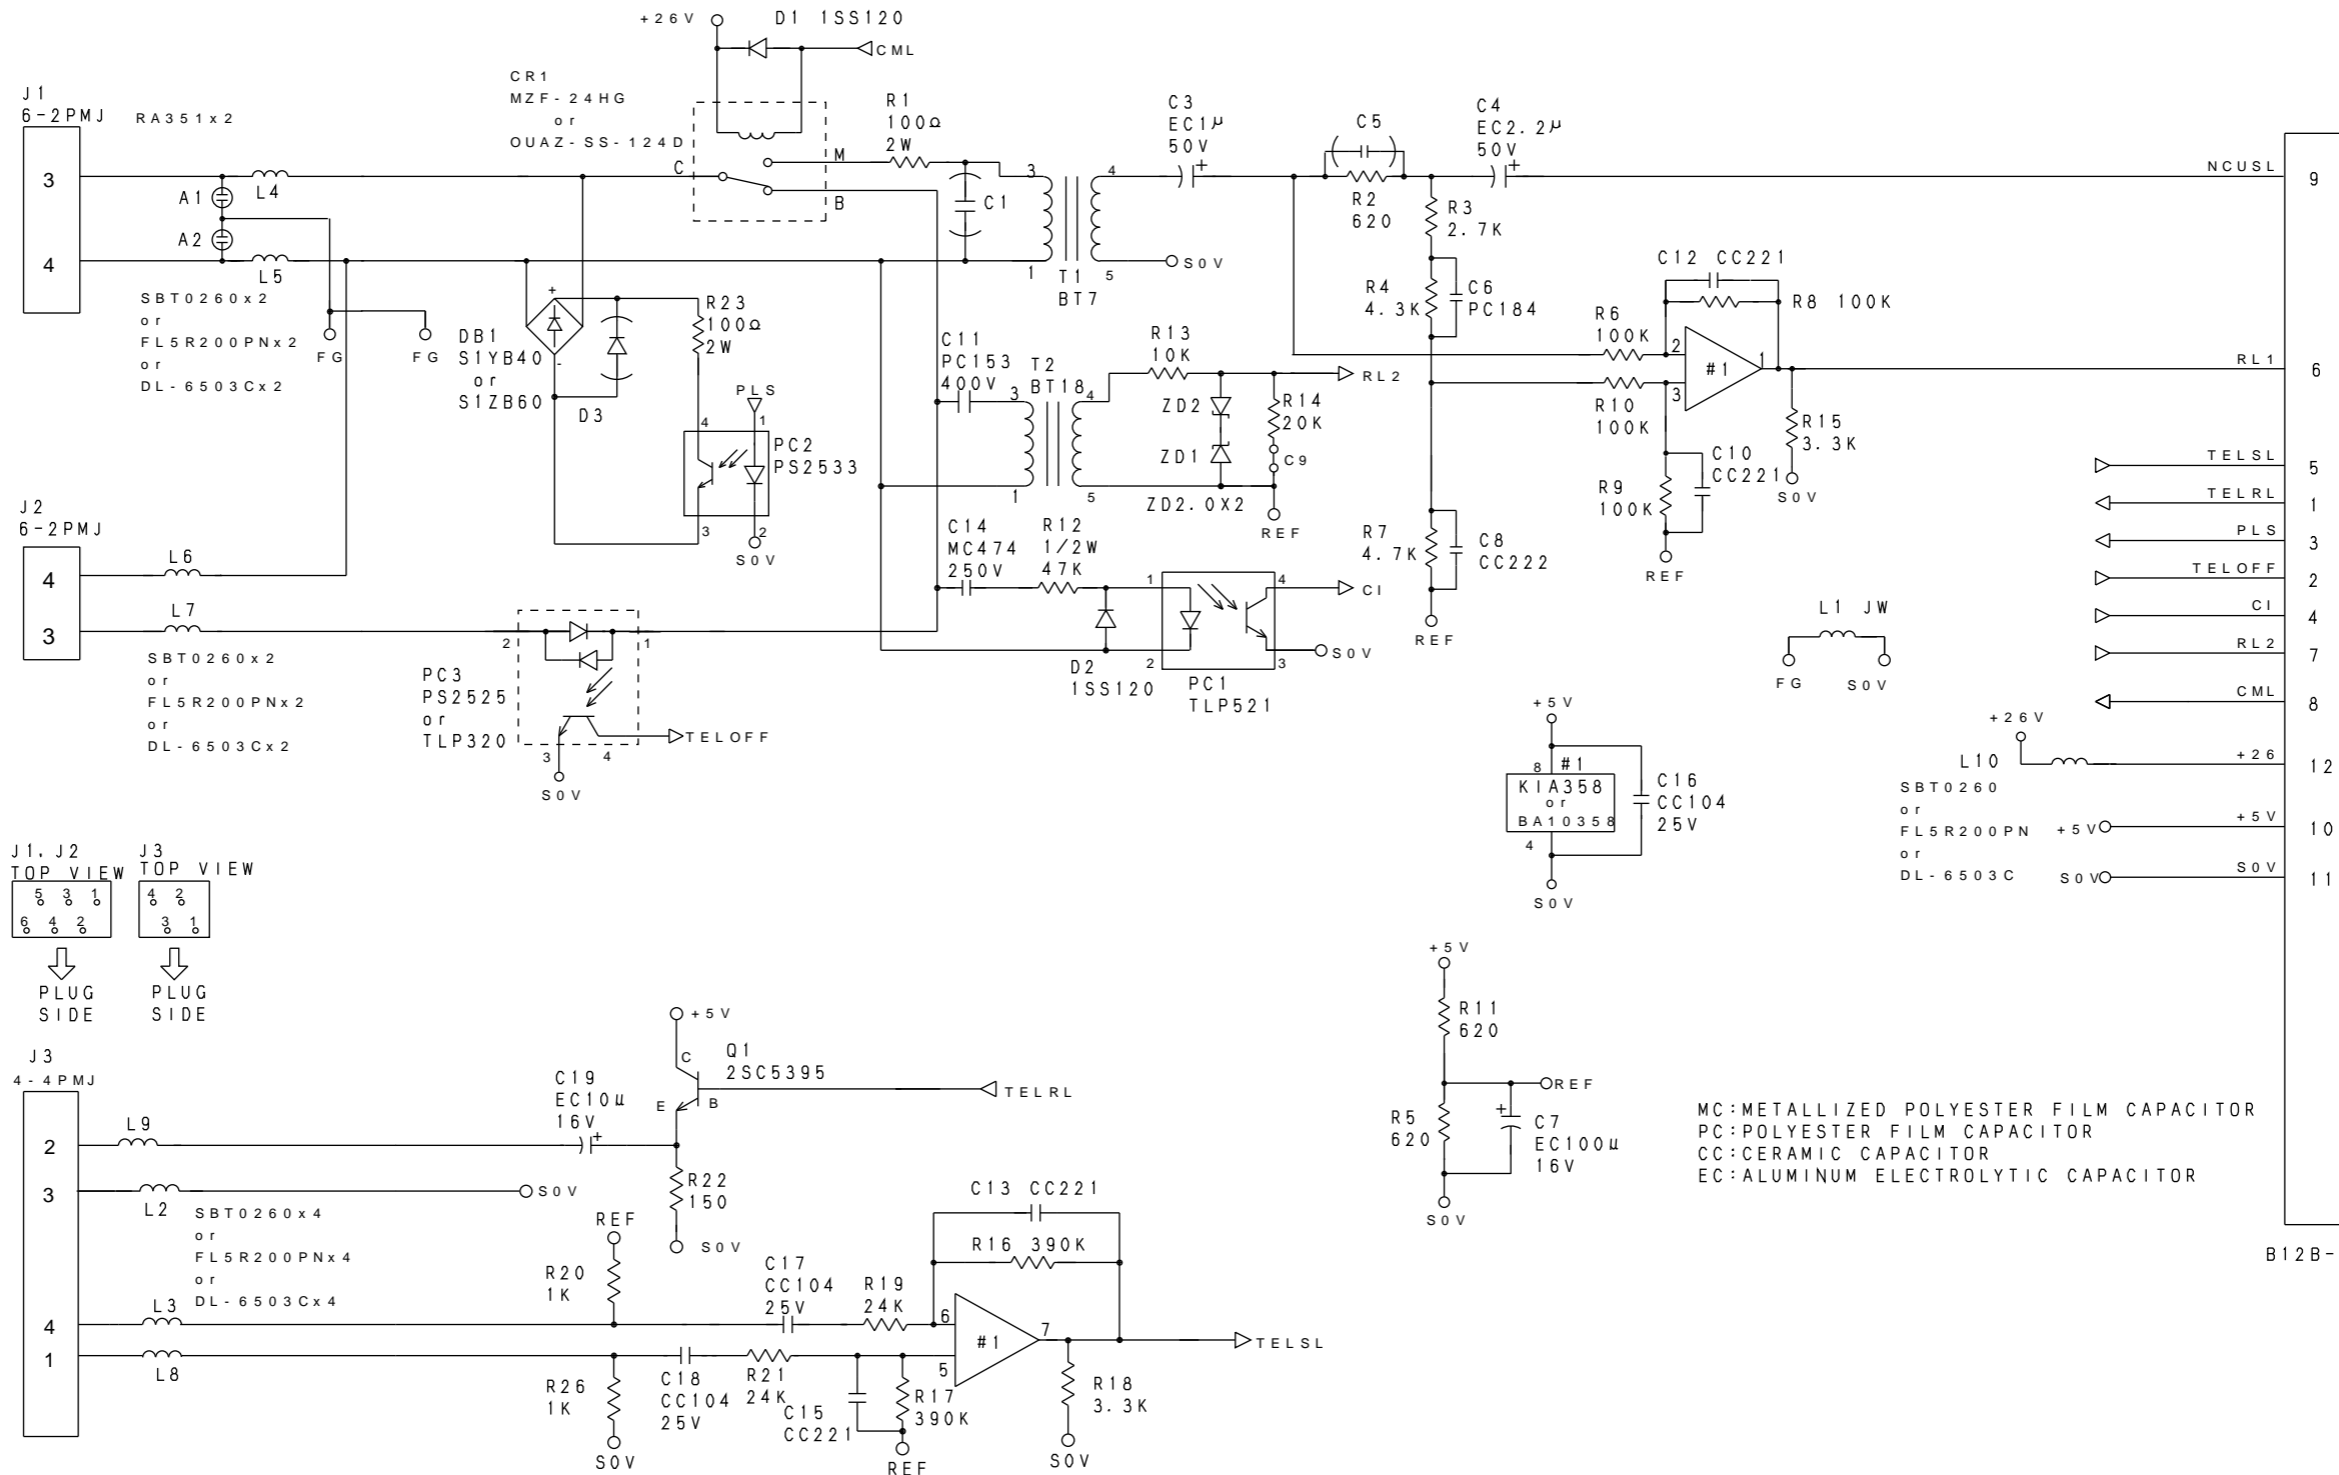 +26V
D1 1SS120
CML
CR1
MZF-24HG
or
OUAZ-SS-124D
J1
6-2PMJ
RA351x2
3
4
A1
A2
L4
L5
SBT0260x2
or
FL5R200PNx2
or
DL-6503Cx2
FG
FG
C
M
B
R1
100Ω
2W
C1
3
1
4
5
T1
BT7
S0V
C3
EC1μ
50V
+
C5
R2
620
C4
EC2.2μ
50V
+
R3
2.7K
R4
4.3K
C6
PC184
NCUSL
9
C12 CC221
R8 100K
R6
100K
R10
100K
2
3
#1
1
RL1
6
R15
3.3K
S0V
R9
100K
C10
CC221
REF
+
-
DB1
S1YB40
or
S1ZB60
D3
R23
100Ω
2W
PLS
4
1
3
2
PC2
PS2533
S0V
C11
PC153
400V
T2
BT18
3
1
4
5
R13
10K
RL2
ZD2
ZD1
ZD2.0X2
R14
20K
C9
REF
C14
MC474
250V
R12
1/2W
47K
D2
1SS120
1
2
4
3
PC1
TLP521
CI
S0V
R7
4.7K
C8
CC222
REF
J2
6-2PMJ
4
3
L6
L7
SBT0260x2
or
FL5R200PNx2
or
DL-6503Cx2
2
1
PC3
PS2525
or
TLP320
3
4
TELOFF
S0V
TELSL
5
TELRL
1
PLS
3
TELOFF
2
CI
4
RL2
7
CML
8
+26
12
+5V
10
S0V
11
L1 JW
FG
S0V
+26V
L10
SBT0260
or
FL5R200PN
or
DL-6503C
+5V
S0V
+5V
8
#1
KIA358
or
BA10358
4
C16
CC104
25V
S0V
J1, J2
TOP VIEW
5 3 1
6 4 2
PLUG
SIDE
J3
TOP VIEW
4 2
3 1
PLUG
SIDE
J3
4-4PMJ
2
3
4
1
L9
L2
L3
L8
SBT0260x4
or
FL5R200PNx4
or
DL-6503Cx4
S0V
C19
EC10μ
16V
+
+5V
C
E
B
Q1
2SC5395
TELRL
R22
150
S0V
REF
R20
1K
R26
1K
S0V
C17
CC104
25V
R19
24K
C18
CC104
25V
R21
24K
C15
CC221
R17
390K
REF
C13 CC221
R16 390K
6
5
7
#1
R18
3.3K
S0V
TELSL
+5V
R11
620
REF
R5
620
+
C7
EC100μ
16V
S0V
MC:METALLIZED POLYESTER FILM CAPACITOR
PC:POLYESTER FILM CAPACITOR
CC:CERAMIC CAPACITOR
EC:ALUMINUM ELECTROLYTIC CAPACITOR
B12B-